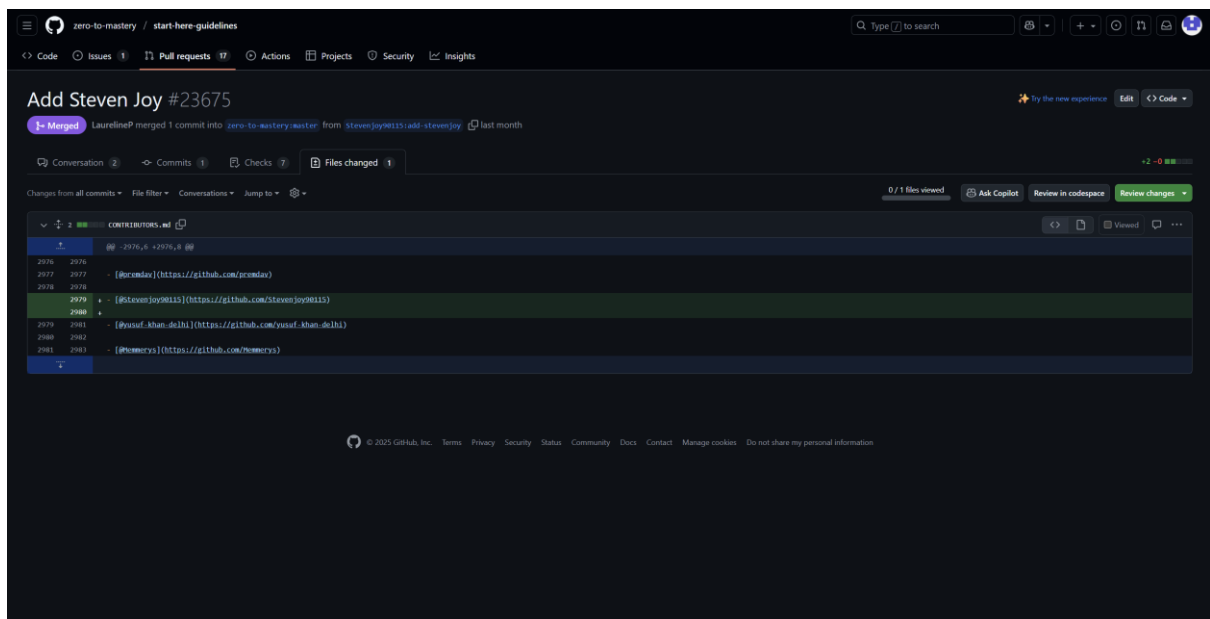 zero-to-mastery / start-here-guidelines
Type / to search
<> Code Issues 1 Pull requests 17 Actions Projects Security Insights
Add Steven Joy #23675
Try the new experience Edit <> Code
Merged LaurelineP merged 1 commit into zero-to-mastery:master from Stevenjoy90115:add-stevenjoy last month
Conversation 2 Commits 1 Checks 7 Files changed 1
+2 −0
Changes from all commits File filter Conversations Jump to
0 / 1 files viewed Ask Copilot Review in codespace Review changes
2 CONTRIBUTORS.md Viewed
@@ -2976,6 +2976,8 @@
2976 2976
2977 2977 - [@premdav](https://github.com/premdav)
2978 2978
2979 + - [@Stevenjoy90115](https://github.com/Stevenjoy90115)
2980 +
2979 2981 - [@yusuf-khan-delhi](https://github.com/yusuf-khan-delhi)
2980 2982
2981 2983 - [@Memmerys](https://github.com/Memmerys)
© 2025 GitHub, Inc. Terms Privacy Security Status Community Docs Contact Manage cookies Do not share my personal information